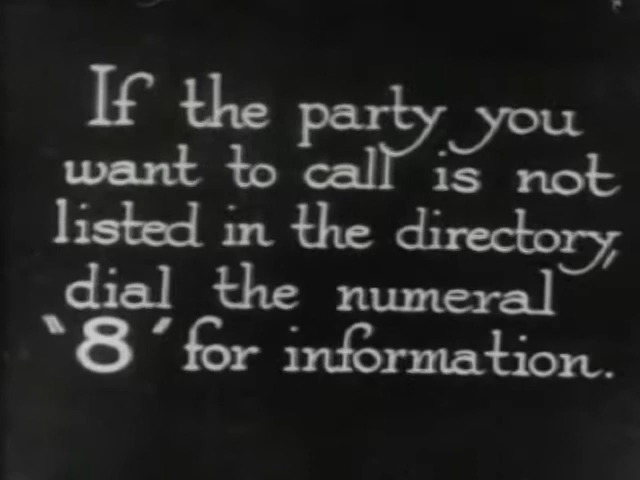 If the party you
want to call is not
listed in the directory,
dial the numeral
"8" for information.